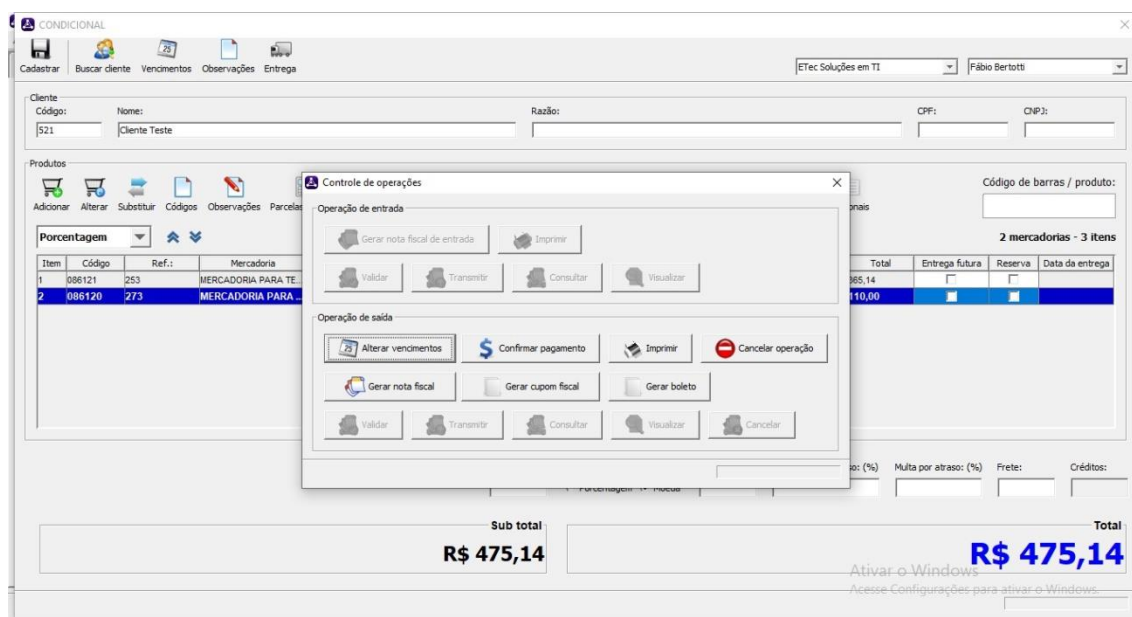 CONDICIONAL
Cadastrar Buscar cliente Vencimentos Observações Entrega
ETec Soluções em TI Fábio Bertotti
Cliente
Código: Nome: Razão: CPF: CNPJ:
521 Cliente Teste
Produtos
Adicionar Alterar Substituir Códigos Observações Parcelas
Código de barras / produto:
Porcentagem
2 mercadorias - 3 itens
Item Código Ref.: Mercadoria Total Entrega futura Reserva Data da entrega
1 086121 253 MERCADORIA PARA TE... 365,14
2 086120 273 MERCADORIA PARA ... 110,00
Controle de operações
Operação de entrada
Gerar nota fiscal de entrada Imprimir
Validar Transmitir Consultar Visualizar
Operação de saída
25 Alterar vencimentos Confirmar pagamento Imprimir Cancelar operação
Gerar nota fiscal Gerar cupom fiscal Gerar boleto
Validar Transmitir Consultar Visualizar Cancelar
(%) Multa por atraso: (%) Frete: Créditos:
Sub total Total
R$ 475,14 R$ 475,14
Ativar o Windows
Acesse Configurações para ativar o Windows.